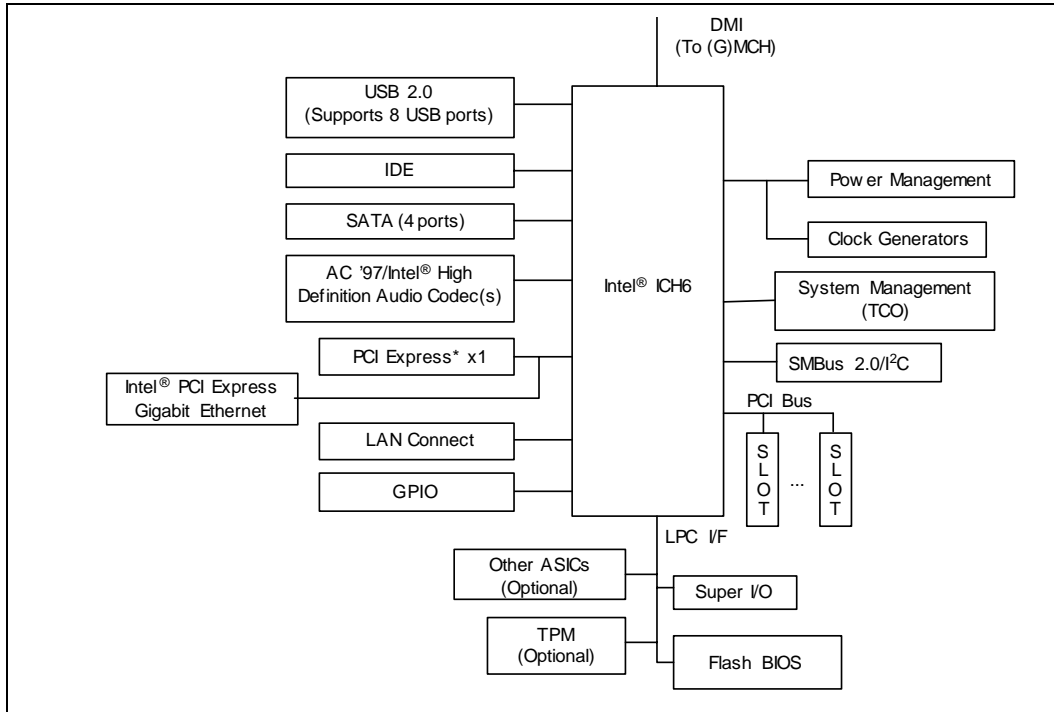 DMI
(To (G)MCH)
USB 2.0
(Supports 8 USB ports)
IDE
SATA (4 ports)
AC '97/Intel® High
Definition Audio Codec(s)
PCI Express* x1
Intel® PCI Express
Gigabit Ethernet
LAN Connect
GPIO
Intel® ICH6
Power Management
Clock Generators
System Management
(TCO)
SMBus 2.0/I²C
PCI Bus
SLOT
...
SLOT
LPC I/F
Other ASICs
(Optional)
Super I/O
TPM
(Optional)
Flash BIOS